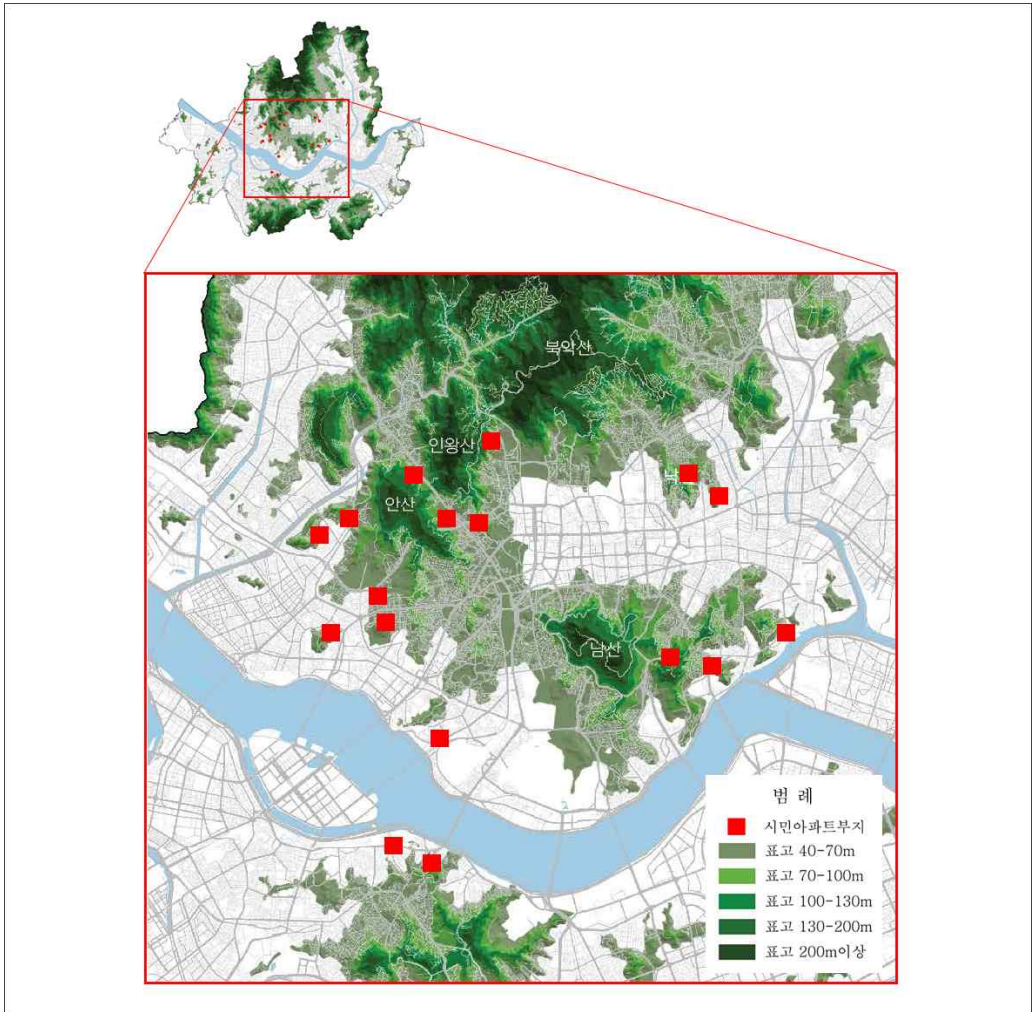 북악산
인왕산
안산
남산
범 례
시민아파트부지
표고 40-70m
표고 70-100m
표고 100-130m
표고 130-200m
표고 200m이상